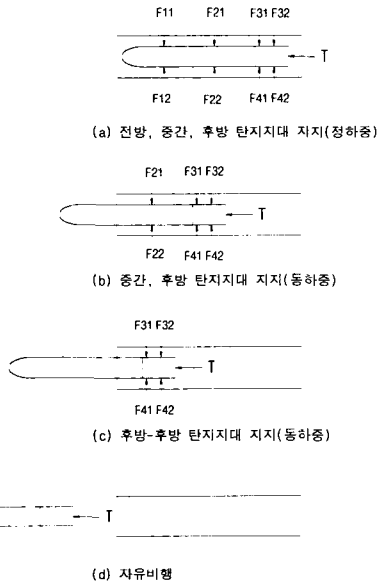 F11 F21 F31 F32
T
F12 F22 F41 F42
(a) 전방, 중간, 후방 탄지지대 지지(정하중)
F21 F31 F32
T
F22 F41 F42
(b) 중간, 후방 탄지지대 지지(동하중)
F31 F32
T
F41 F42
(c) 후방-후방 탄지지대 지지(동하중)
T
(d) 자유비행